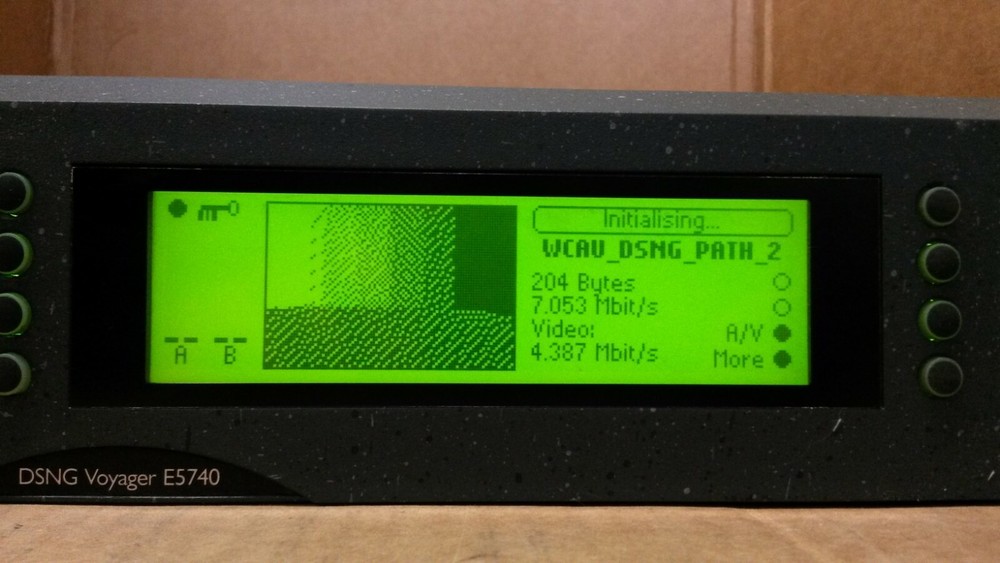 Initialising...
WCAU_DSNG_PATH_2
204 Bytes
7.053 Mbit/s
Video: A/V
4.387 Mbit/s More
A B
DSNG Voyager E5740